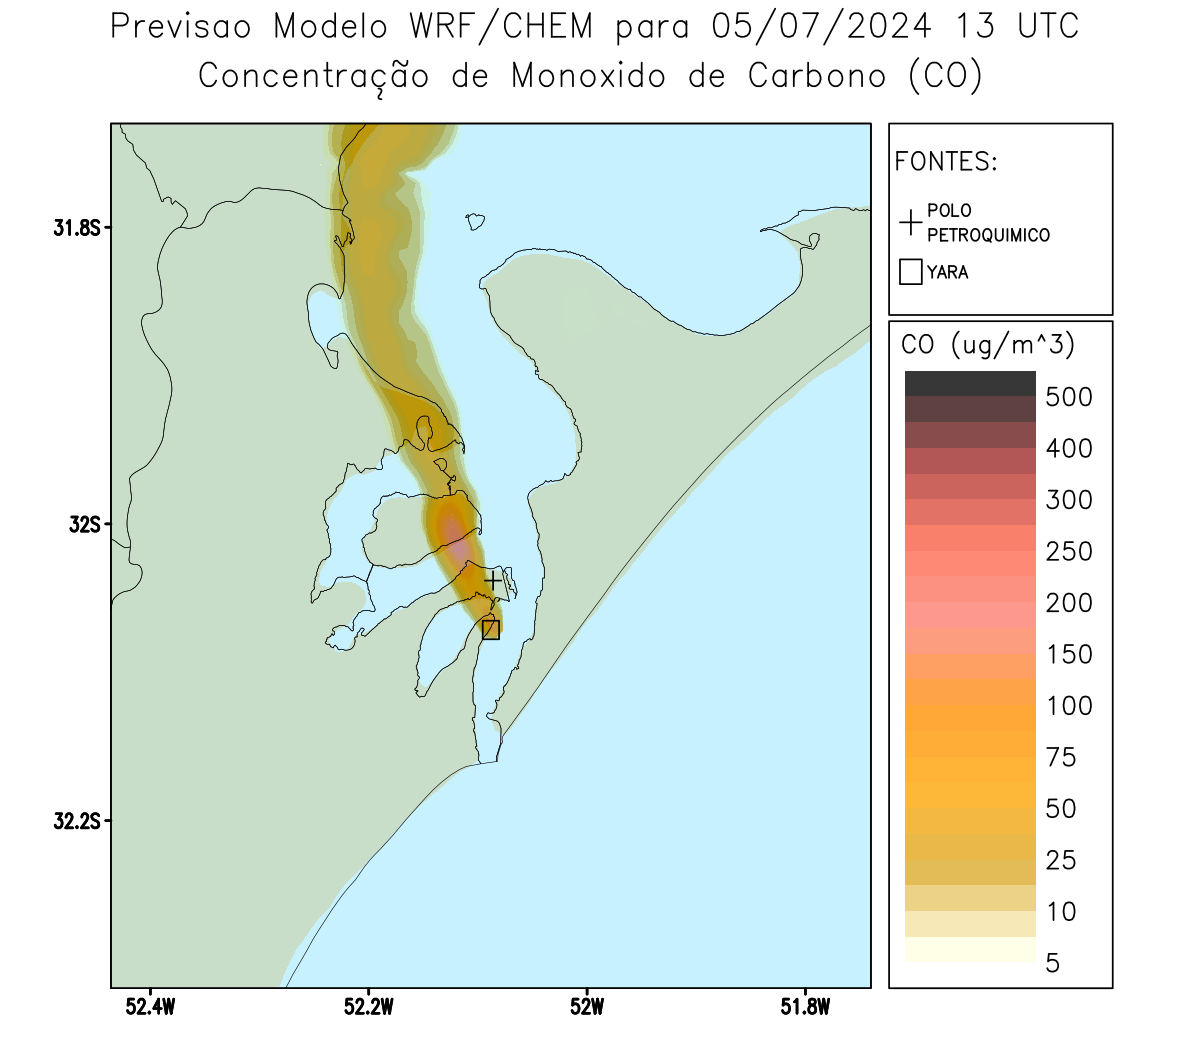 Previsao Modelo WRF/CHEM para 05/07/2024 13 UTC
Concentração de Monoxido de Carbono (CO)
FONTES:
POLO
PETROQUIMICO
YARA
CO (ug/m^3)
500
400
300
250
200
150
100
75
50
25
10
5
31.8S
32S
32.2S
52.4W
52.2W
52W
51.8W